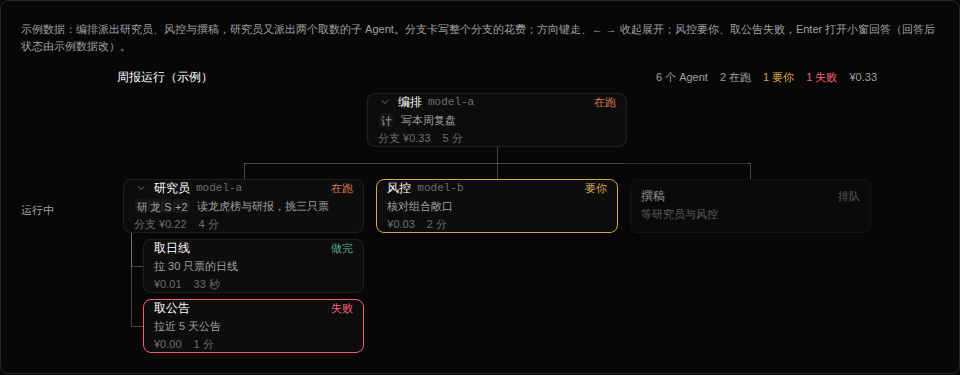 示例数据：编排派出研究员、风控与撰稿，研究员又派出两个取数的子 Agent。分支卡写整个分支的花费；方向键走、← → 收起展开；风控要你、取公告失败，Enter 打开小窗回答（回答后
状态由示例数据改）。
周报运行（示例） 6 个 Agent 2 在跑 1 要你 1 失败 ¥0.33
编排 model-a 在跑
计 写本周复盘
分支 ¥0.33 5 分
研究员 model-a 在跑
研 龙 S +2 读龙虎榜与研报，挑三只票
分支 ¥0.22 4 分
风控 model-b 要你
核对组合敞口
¥0.03 2 分
撰稿 排队
等研究员与风控
运行中
取日线 做完
拉 30 只票的日线
¥0.01 33 秒
取公告 失败
拉近 5 天公告
¥0.00 1 分